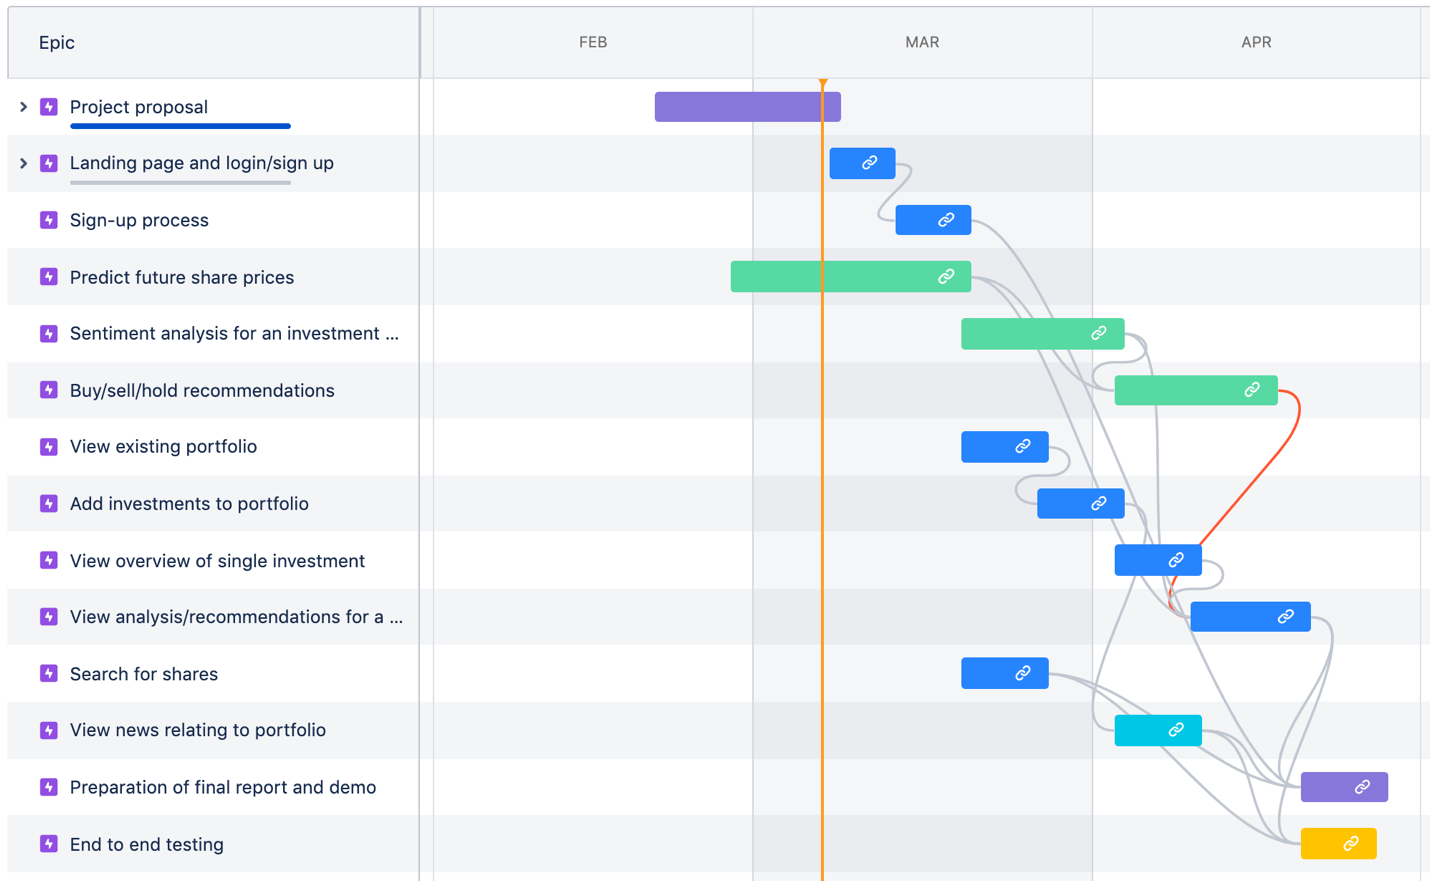 Epic
FEB
MAR
APR
Project proposal
Landing page and login/sign up
Sign-up process
Predict future share prices
Sentiment analysis for an investment ...
Buy/sell/hold recommendations
View existing portfolio
Add investments to portfolio
View overview of single investment
View analysis/recommendations for a ...
Search for shares
View news relating to portfolio
Preparation of final report and demo
End to end testing